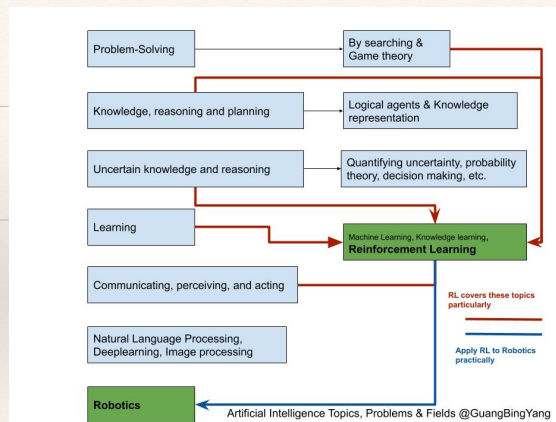 Problem-Solving
By searching &
Game theory
Knowledge, reasoning and planning
Logical agents & Knowledge
representation
Uncertain knowledge and reasoning
Quantifying uncertainty, probability
theory, decision making, etc.
Learning
Machine Learning, Knowledge learning,
Reinforcement Learning
Communicating, perceiving, and acting
RL covers these topics
particularly
Natural Language Processing,
Deeplearning, Image processing
Apply RL to Robotics
practically
Robotics
Artificial Intelligence Topics, Problems & Fields @GuangBingYang